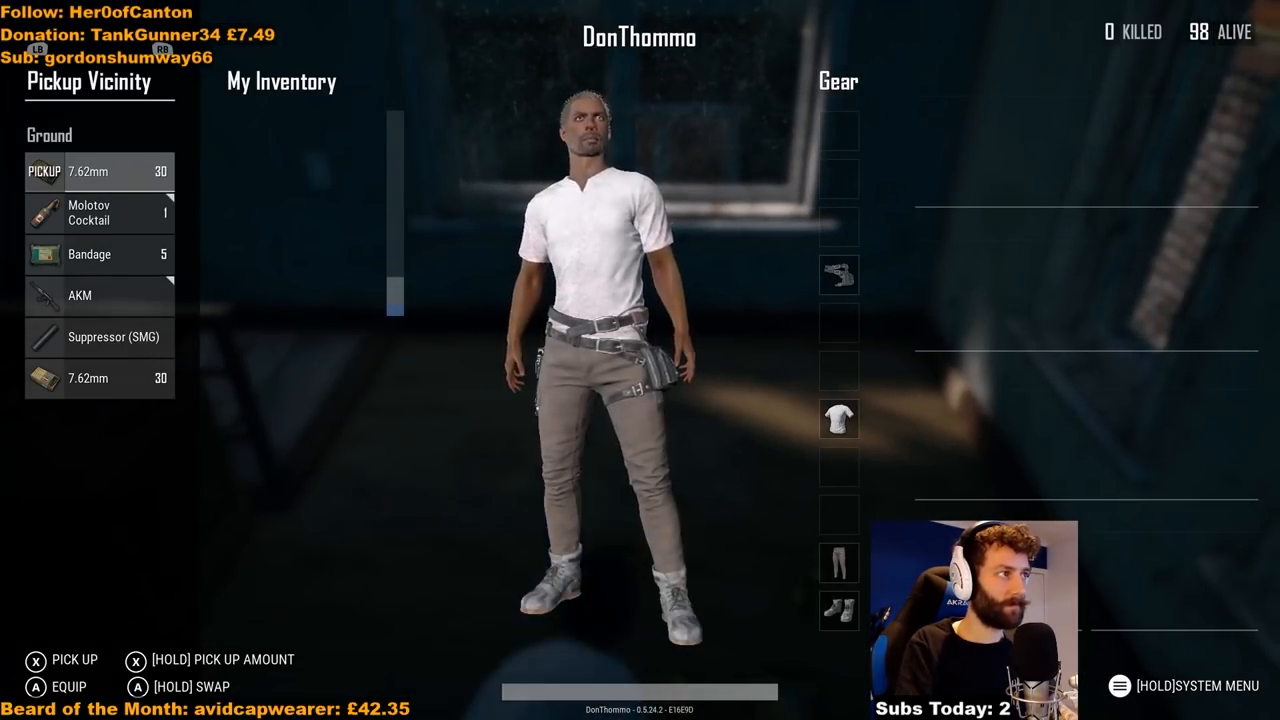 Follow: Her0fCanton
Donation: TankGunner34 £7.49
LB
RB
Sub: gordonshumway66
DonThommo
0 KILLED 98 ALIVE
Pickup Vicinity
My Inventory
Gear
Ground
PICKUP 7.62mm 30
Molotov
Cocktail 1
Bandage 5
AKM
Suppressor (SMG)
7.62mm 30
X PICK UP X [HOLD] PICK UP AMOUNT
A EQUIP A [HOLD] SWAP
[HOLD]SYSTEM MENU
Beard of the Month: avidcapwearer: £42.35
DonThommo - 0.5.24.2 - E16E9D
Subs Today: 2